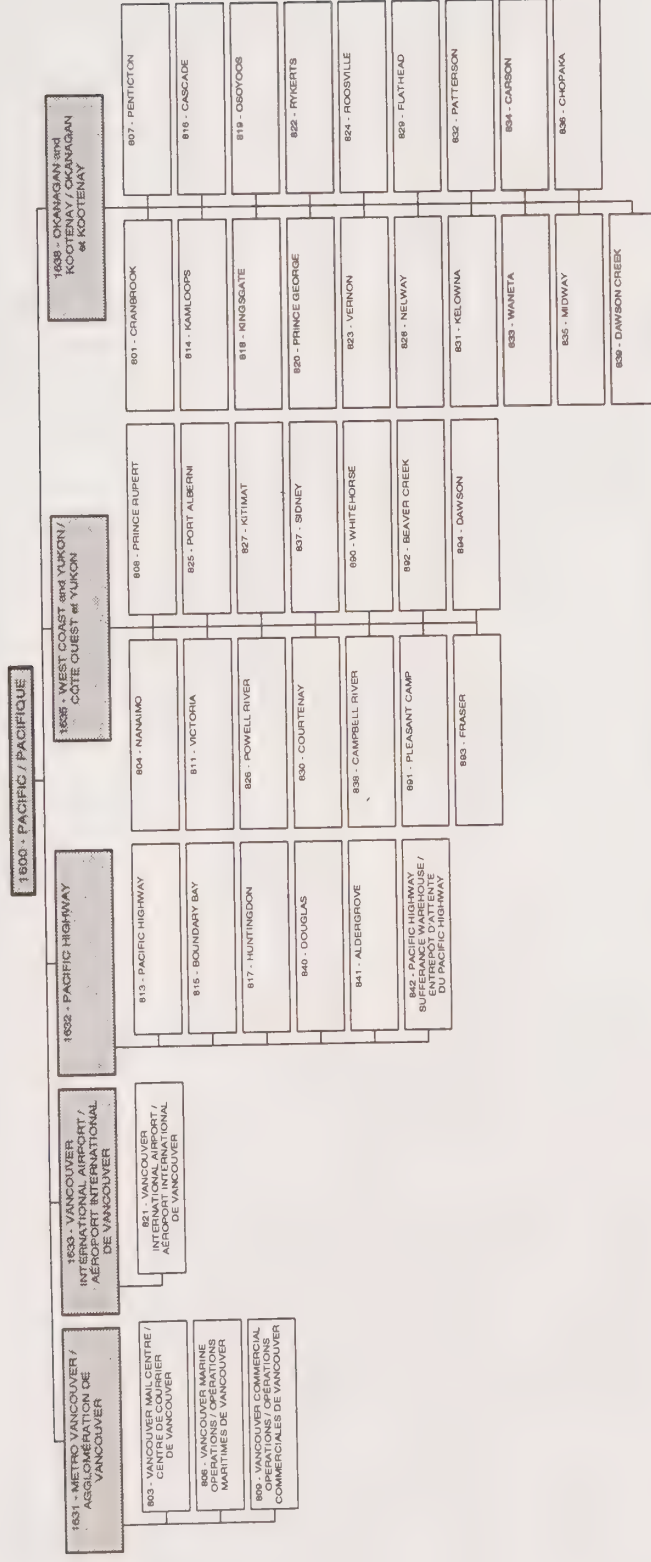 1600 - PACIFIC / PACIFIQUE
1631 - METRO VANCOUVER /
AGGLOMÉRATION DE
VANCOUVER
803 - VANCOUVER MAIL CENTRE /
CENTRE DE COURRIER
DE VANCOUVER
806 - VANCOUVER MARINE
OPERATIONS / OPÉRATIONS
MARITIMES DE VANCOUVER
809 - VANCOUVER COMMERCIAL
OPERATIONS / OPÉRATIONS
COMMERCIALES DE VANCOUVER
1633 - VANCOUVER
INTERNATIONAL AIRPORT /
AÉROPORT INTERNATIONAL
DE VANCOUVER
821 - VANCOUVER
INTERNATIONAL AIRPORT /
AÉROPORT INTERNATIONAL
DE VANCOUVER
1632 - PACIFIC HIGHWAY
813 - PACIFIC HIGHWAY
815 - BOUNDARY BAY
817 - HUNTINGDON
840 - DOUGLAS
841 - ALDERGROVE
842 - PACIFIC HIGHWAY
SUFFERANCE WAREHOUSE /
ENTREPÔT D'ATTENTE
DU PACIFIC HIGHWAY
1635 - WEST COAST and YUKON /
CÔTE OUEST et YUKON
804 - NANAIMO
808 - PRINCE RUPERT
811 - VICTORIA
825 - PORT ALBERNI
826 - POWELL RIVER
827 - KITIMAT
830 - COURTENAY
837 - SIDNEY
838 - CAMPBELL RIVER
890 - WHITEHORSE
891 - PLEASANT CAMP
892 - BEAVER CREEK
893 - FRASER
894 - DAWSON
1638 - OKANAGAN and
KOOTENAY / OKANAGAN
et KOOTENAY
801 - CRANBROOK
807 - PENTICTON
814 - KAMLOOPS
816 - CASCADE
818 - KINGSGATE
819 - OSOYOOS
820 - PRINCE GEORGE
822 - RYKERTS
823 - VERNON
824 - ROOSVILLE
828 - NELWAY
829 - FLATHEAD
831 - KELOWNA
832 - PATTERSON
833 - WANETA
834 - CARSON
835 - MIDWAY
836 - CHOPAKA
839 - DAWSON CREEK